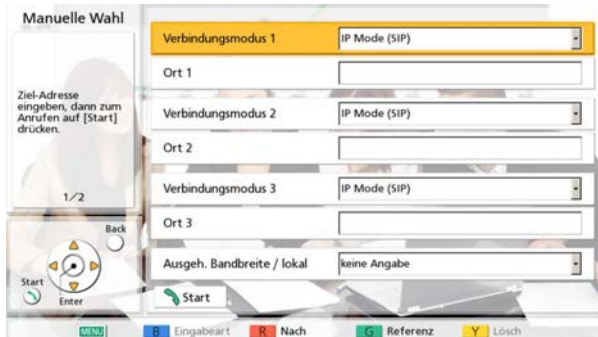 Manuelle Wahl
Ziel-Adresse
eingeben, dann zum
Anrufen auf [Start]
drücken.
1/2
Back
Start
Enter
Verbindungsmodus 1 IP Mode (SIP)
Ort 1
Verbindungsmodus 2 IP Mode (SIP)
Ort 2
Verbindungsmodus 3 IP Mode (SIP)
Ort 3
Ausgeh. Bandbreite / lokal keine Angabe
Start
MENU B Eingabeart R Nach G Referenz Y Lösch